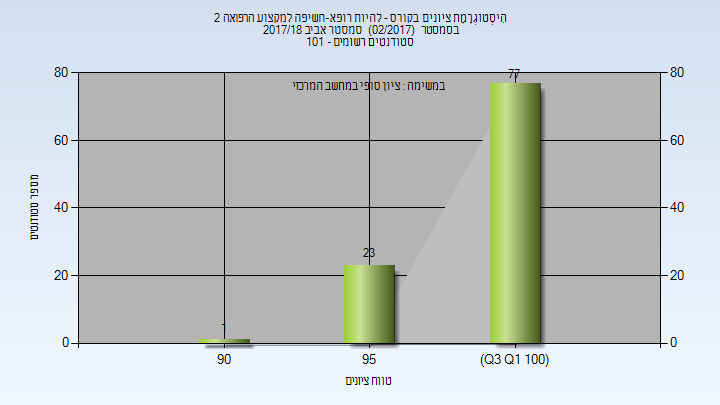 היסטוגרמת ציונים בקורס - להיות רופא-חשיפה למקצוע הרפואה 2
בסמסטר (02/2017) סמסטר אביב 2017/18
סטודנטים רשומים - 101
במשימה : ציון סופי במחשב המרכזי
80
60
40
20
0
80
60
40
20
0
1
23
77
90
95
(Q3 Q1 100)
מספר סטודנטים
טווח ציונים